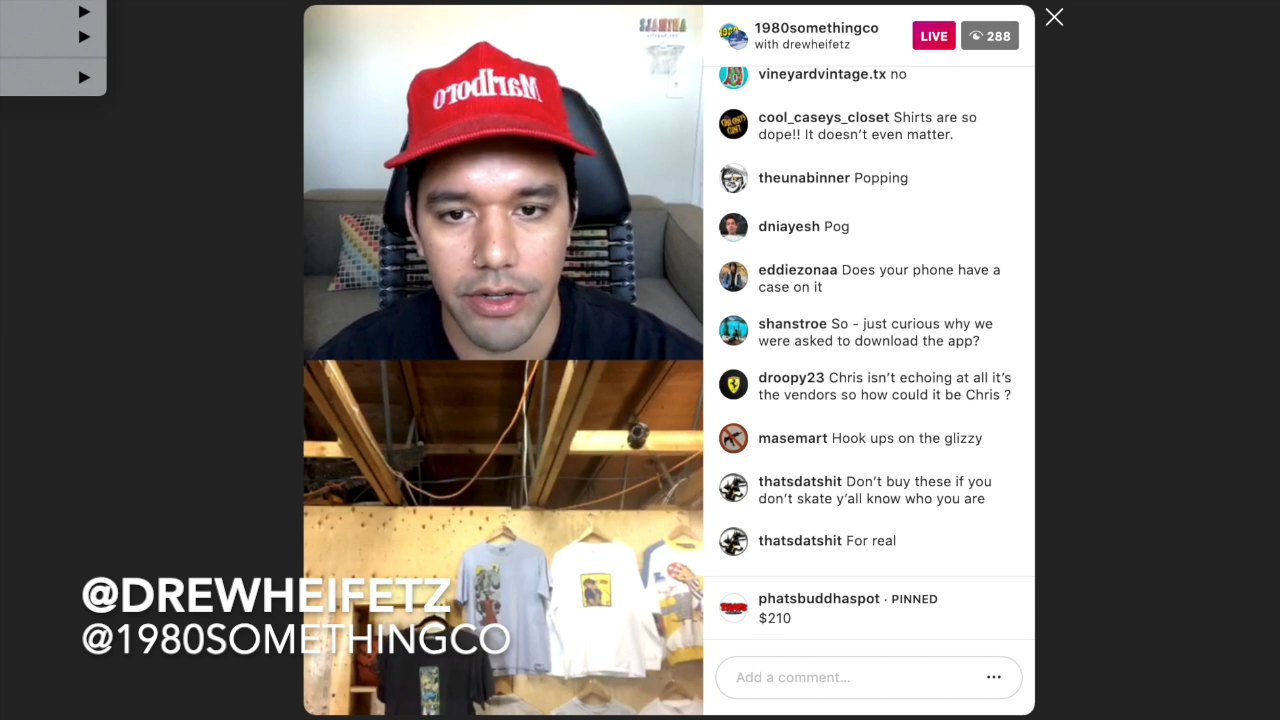 ANIMALS
Marlboro
1980somethingco
with drewheifetz
LIVE
288
vineyardvintage.tx no
cool_caseys_closet Shirts are so
dope!! It doesn't even matter.
theunabinner Popping
dniayesh Pog
eddiezonaa Does your phone have a
case on it
shanstroe So - just curious why we
were asked to download the app?
droopy23 Chris isn't echoing at all it's
the vendors so how could it be Chris ?
masemart Hook ups on the glizzy
thatsdatshit Don't buy these if you
don't skate y'all know who you are
thatsdatshit For real
phatsbuddhaspot · PINNED
$210
Add a comment...
@DREWHEIFETZ
@1980SOMETHINGCO